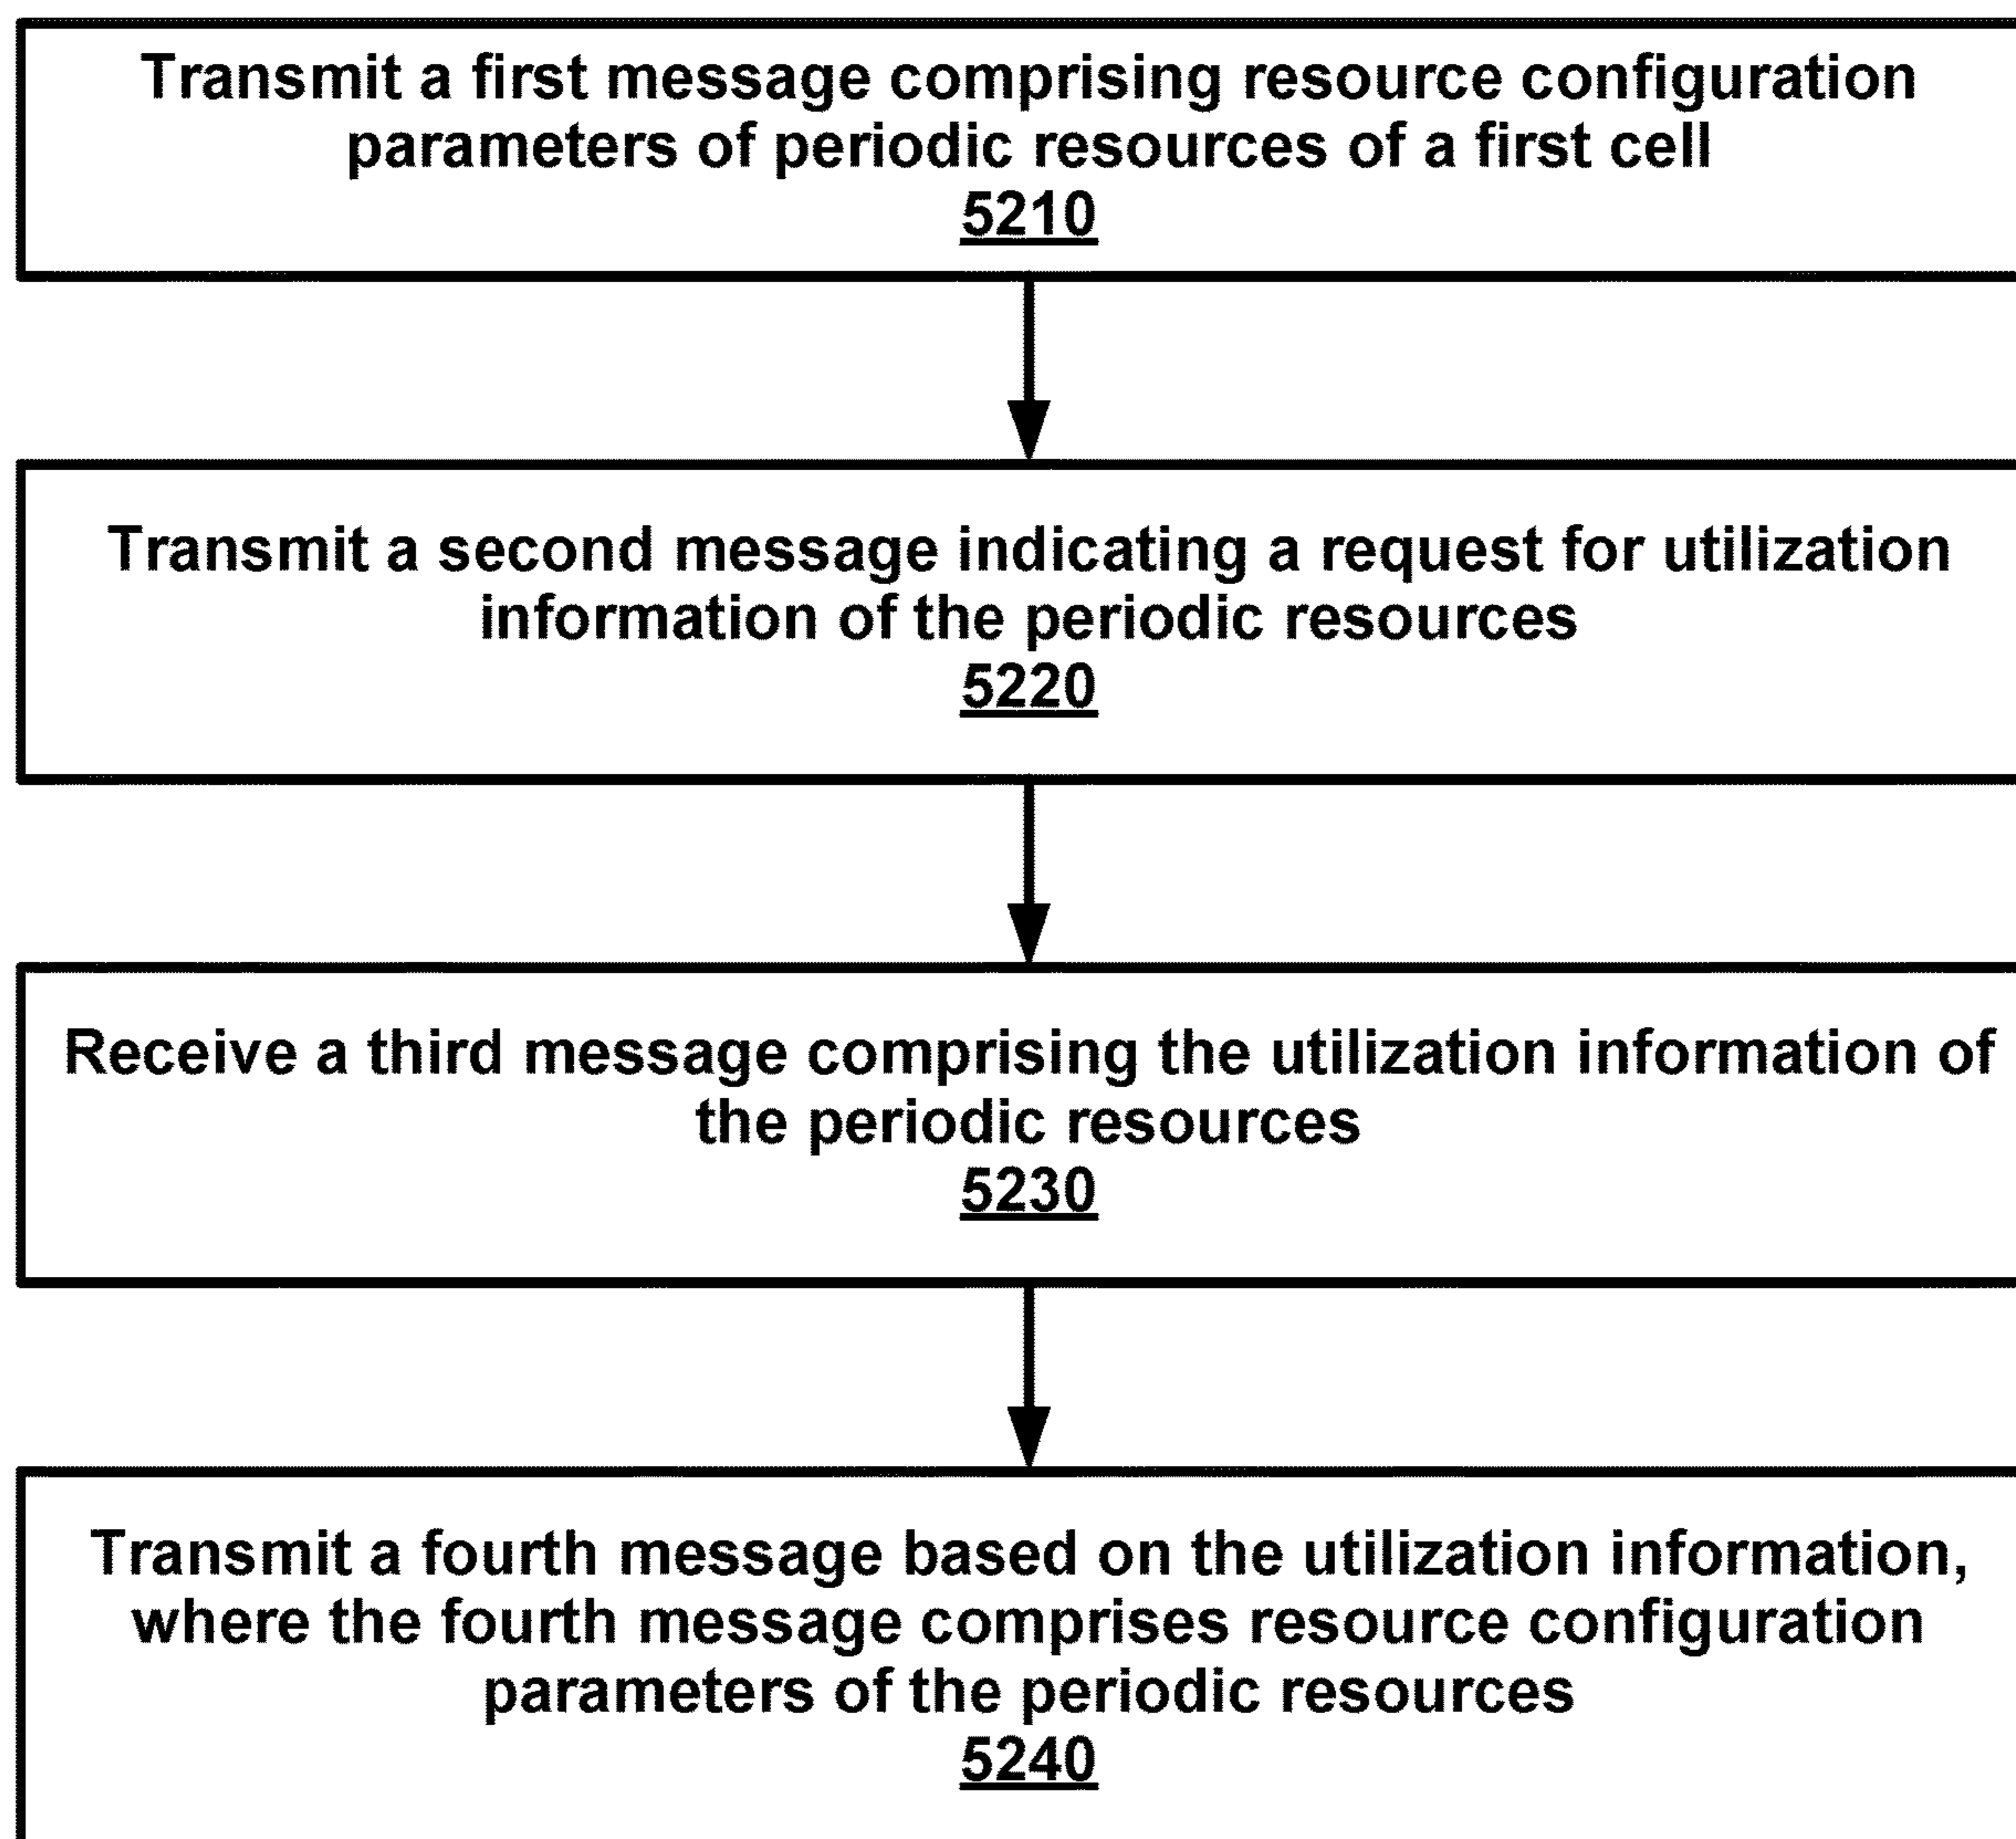 Transmit a first message comprising resource configuration
parameters of periodic resources of a first cell
5210
Transmit a second message indicating a request for utilization
information of the periodic resources
5220
Receive a third message comprising the utilization information of
the periodic resources
5230
Transmit a fourth message based on the utilization information,
where the fourth message comprises resource configuration
parameters of the periodic resources
5240